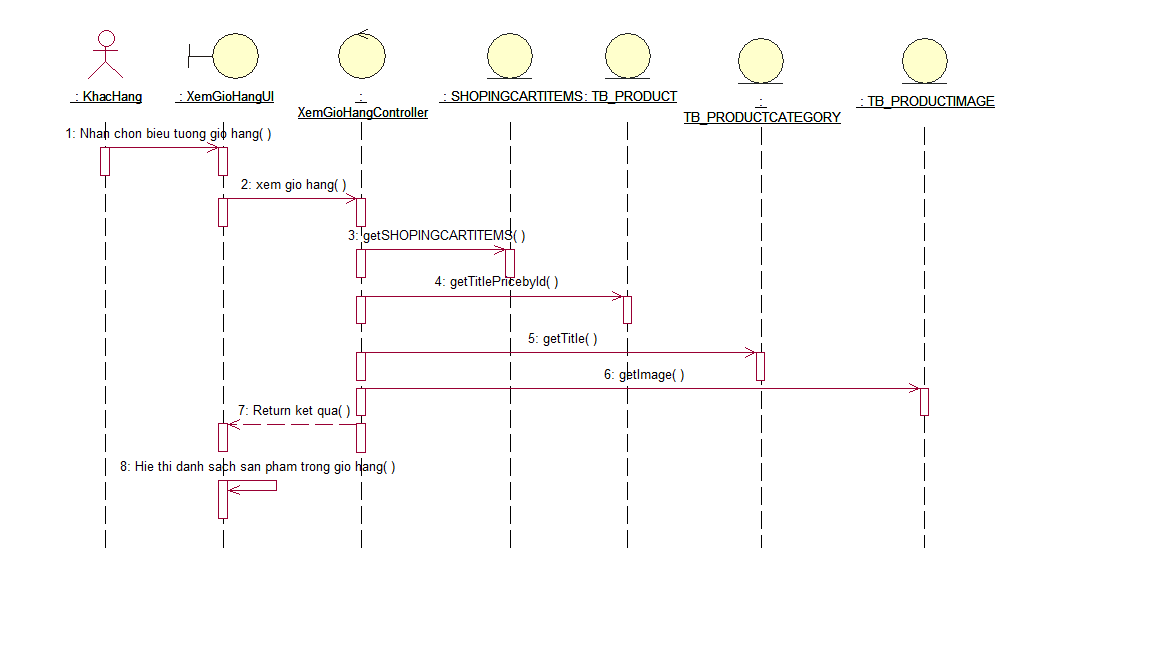 : KhacHang
: XemGioHangUI
:
XemGioHangController
: SHOPINGCARTITEMS
: TB_PRODUCT
:
TB_PRODUCTCATEGORY
: TB_PRODUCTIMAGE
1: Nhan chon bieu tuong gio hang( )
2: xem gio hang( )
3: getSHOPINGCARTITEMS( )
4: getTitlePricebyId( )
5: getTitle( )
6: getImage( )
7: Return ket qua( )
8: Hie thi danh sach san pham trong gio hang( )